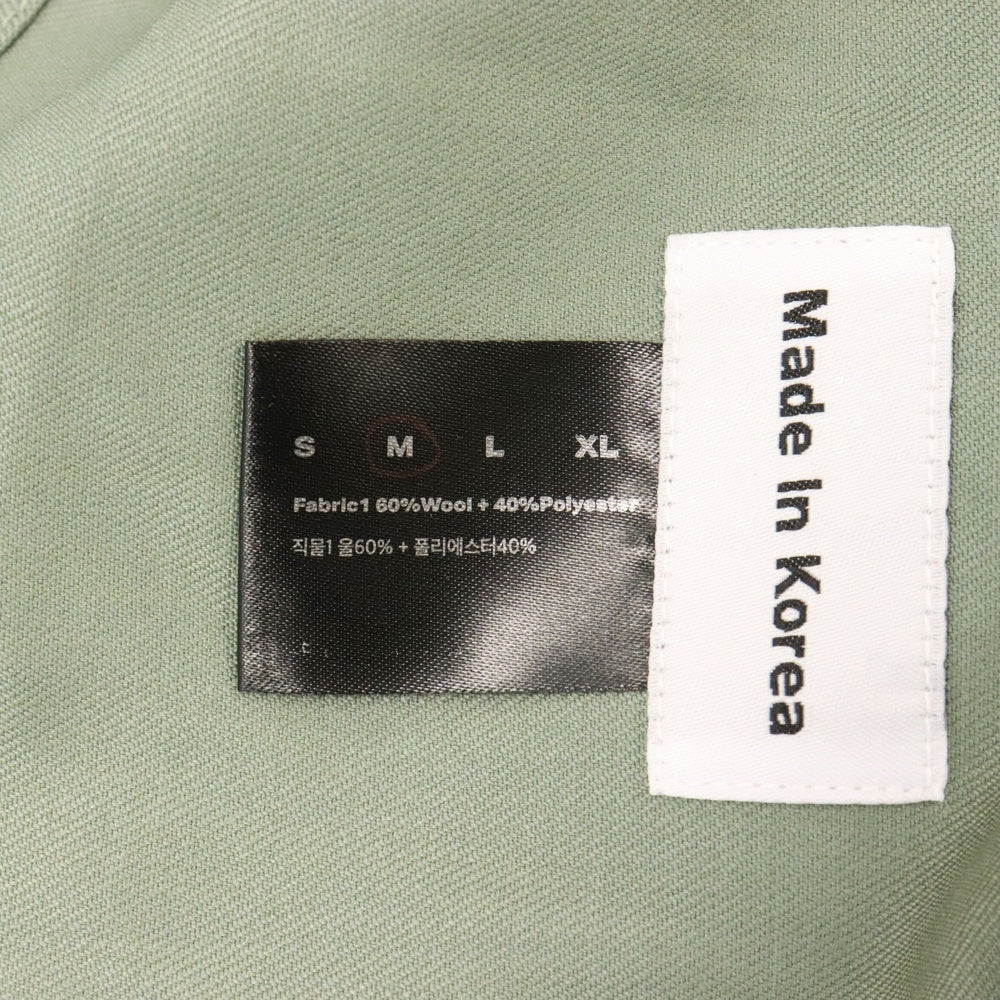 S M L XL
Fabric1 60%Wool + 40%Polyester
직물1 울60% + 폴리에스터40%
Made In Korea